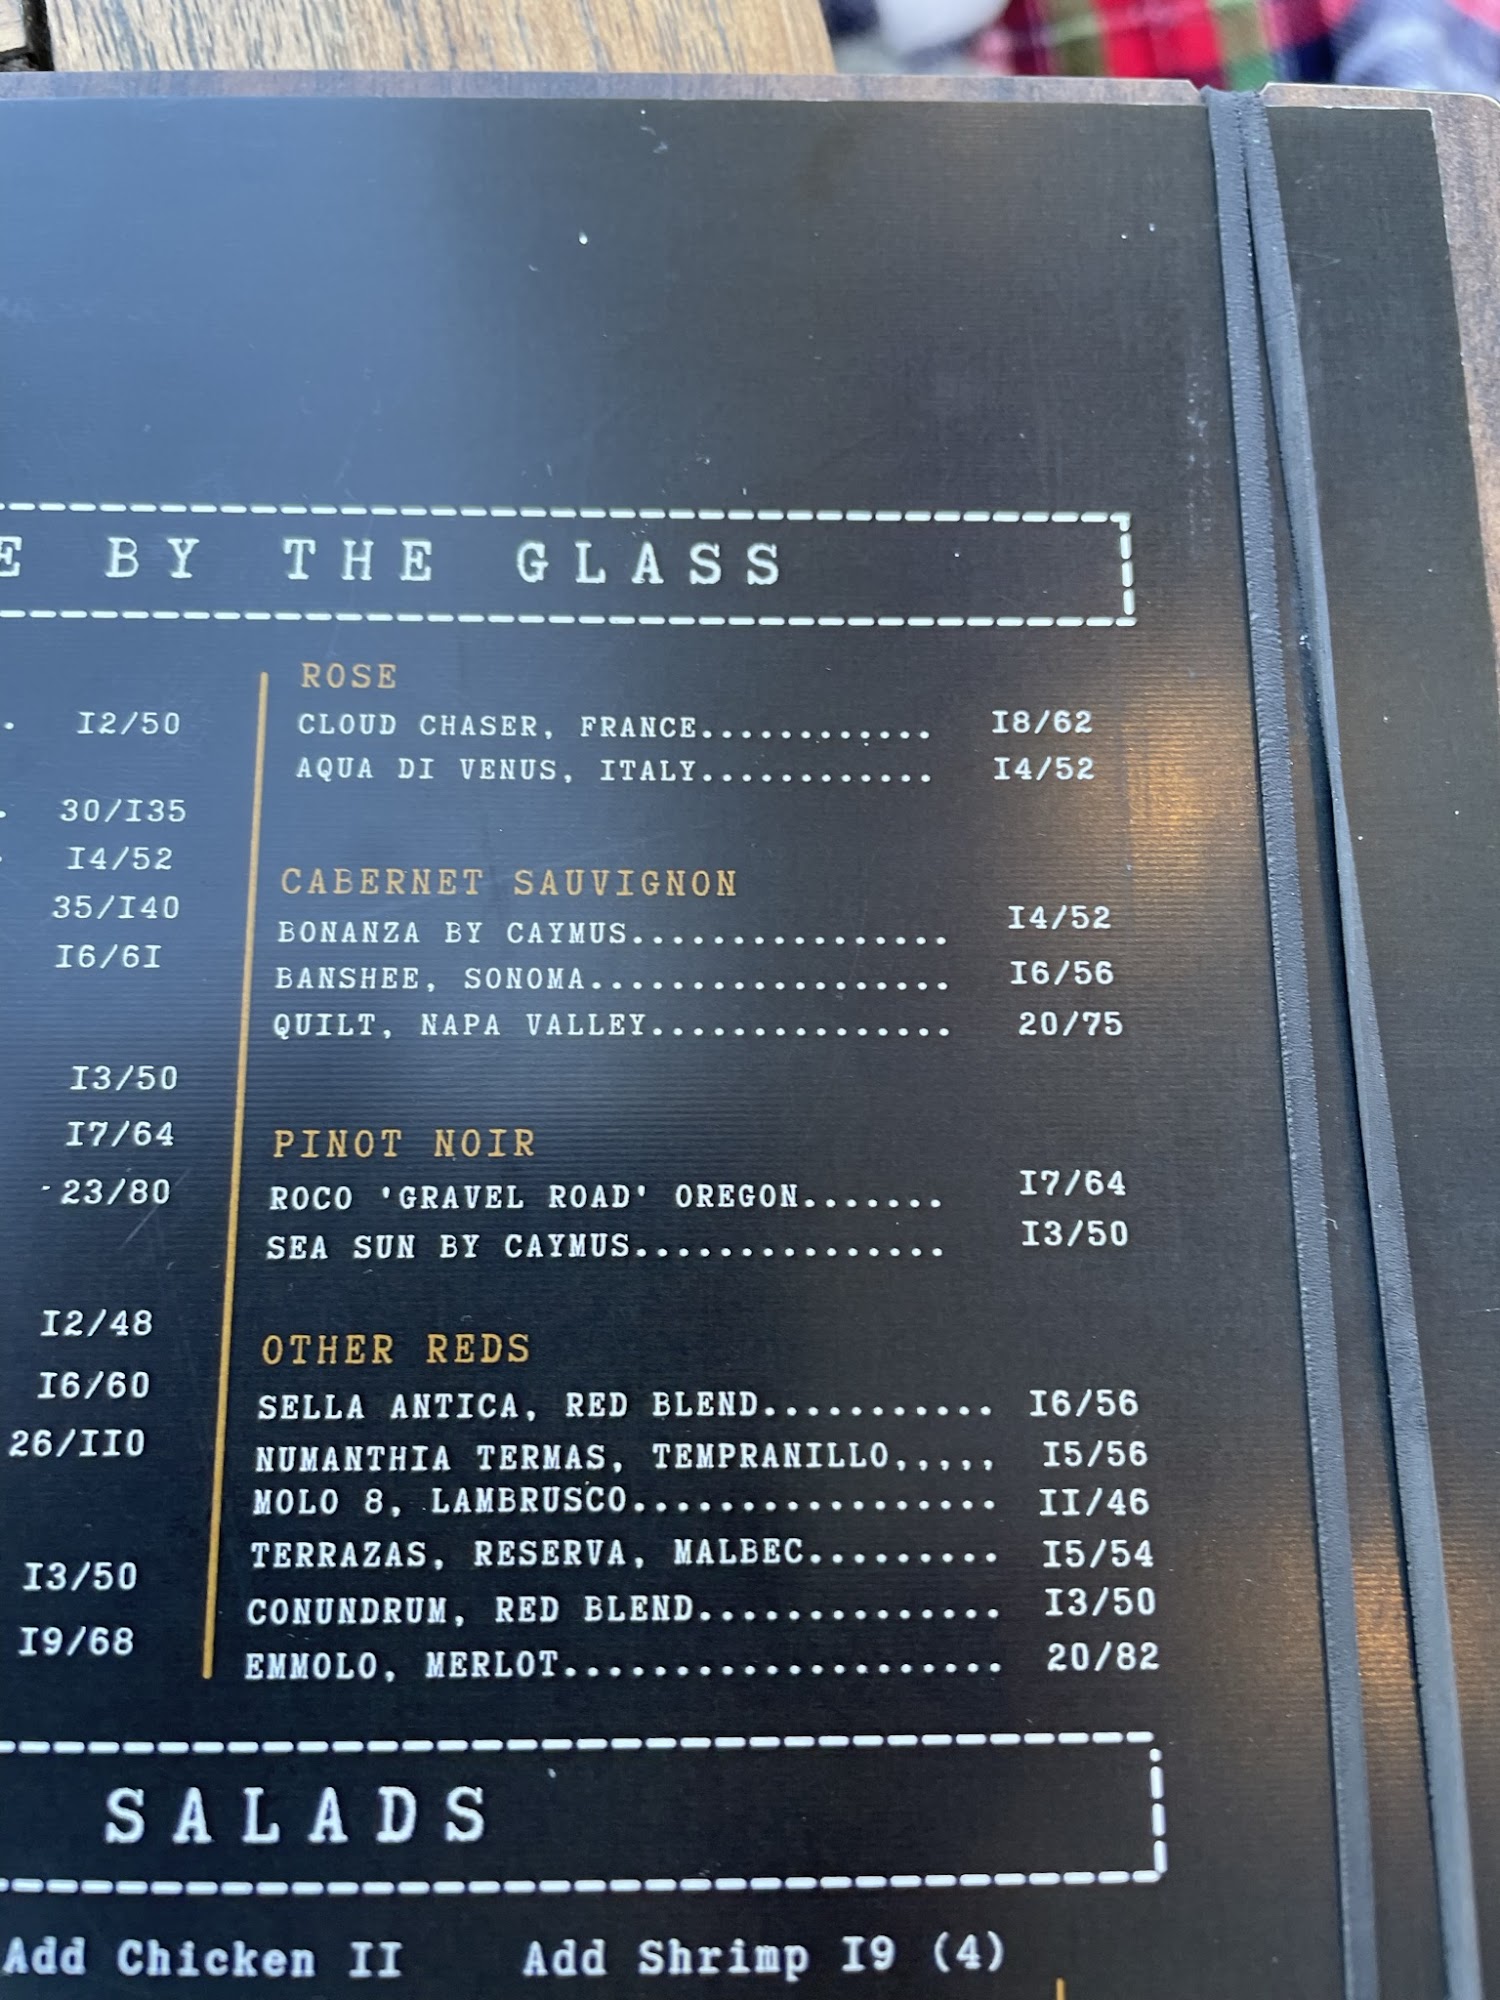 E BY THE GLASS
12/50
30/135
14/52
35/140
16/61
13/50
17/64
23/80
12/48
16/60
26/110
13/50
19/68
ROSE
CLOUD CHASER, FRANCE............ 18/62
AQUA DI VENUS, ITALY............ 14/52
CABERNET SAUVIGNON
BONANZA BY CAYMUS................ 14/52
BANSHEE, SONOMA.................. 16/56
QUILT, NAPA VALLEY............... 20/75
PINOT NOIR
ROCO 'GRAVEL ROAD' OREGON....... 17/64
SEA SUN BY CAYMUS............... 13/50
OTHER REDS
SELLA ANTICA, RED BLEND........... 16/56
NUMANTHIA TERMAS, TEMPRANILLO,,,,, 15/56
MOLO 8, LAMBRUSCO................. 11/46
TERRAZAS, RESERVA, MALBEC......... 15/54
CONUNDRUM, RED BLEND.............. 13/50
EMMOLO, MERLOT.................... 20/82
SALADS
Add Chicken 11 Add Shrimp 19 (4)